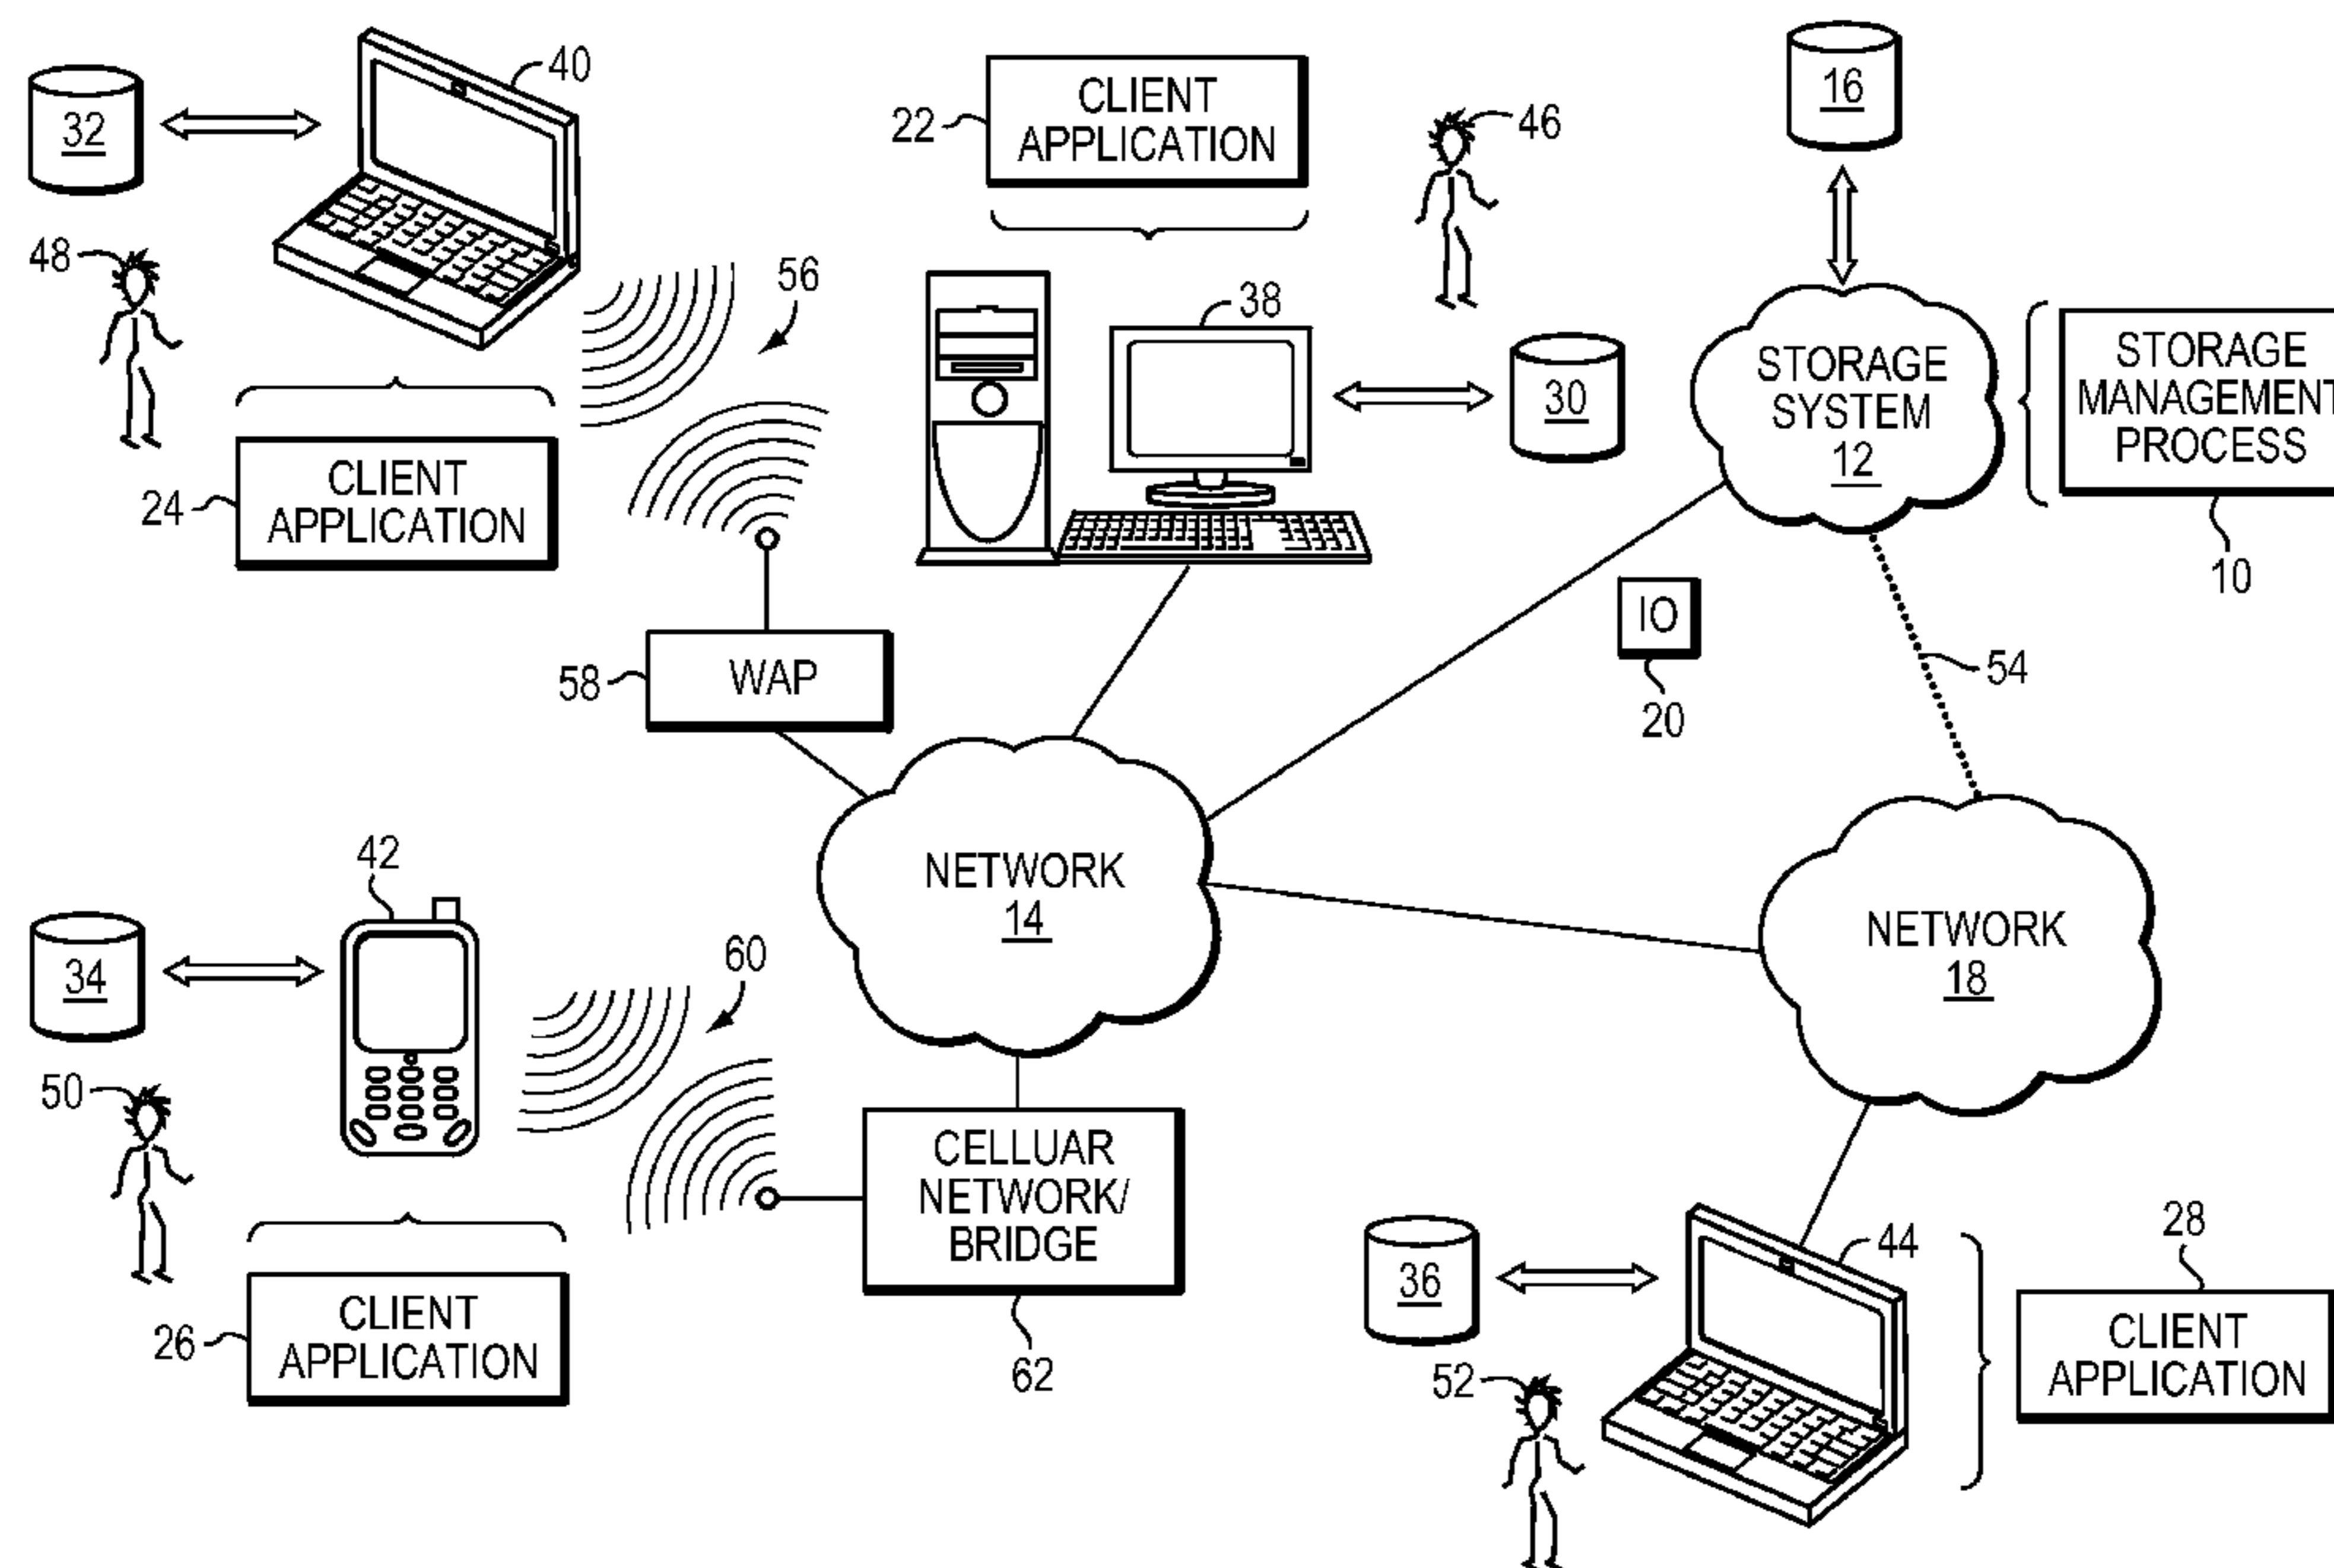 40
32
CLIENT
APPLICATION
22
46
16
48
56
38
30
STORAGE
SYSTEM
12
STORAGE
MANAGEMENT
PROCESS
10
CLIENT
APPLICATION
24
IO
20
54
WAP
58
NETWORK
14
NETWORK
18
42
34
60
50
CELLUAR
NETWORK/
BRIDGE
62
CLIENT
APPLICATION
26
44
36
28
52
CLIENT
APPLICATION